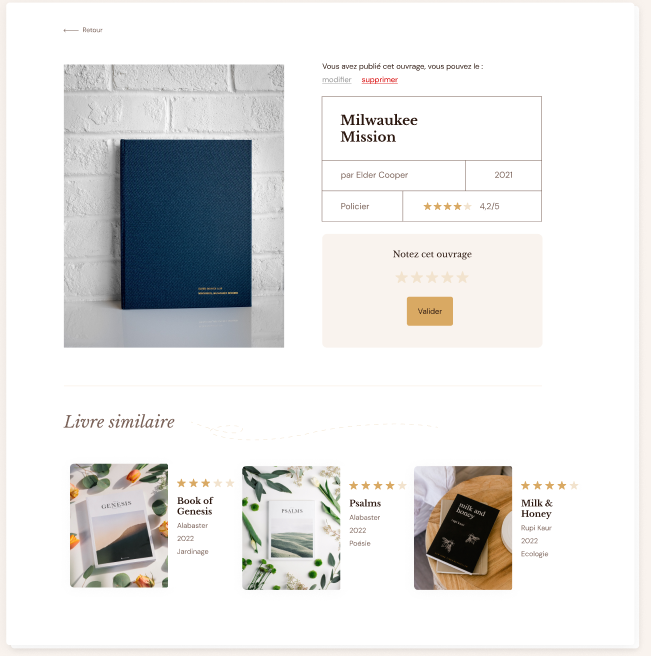 Retour
Vous avez publié cet ouvrage, vous pouvez le :
modifier supprimer
Milwaukee
Mission
par Elder Cooper 2021
Policier 4,2/5
Notez cet ouvrage
Valider
Livre similaire
GENESIS
Book of
Genesis
Alabaster
2022
Jardinage
PSALMS
Psalms
Alabaster
2022
Poésie
milk and
honey
rupi kaur
Milk &
Honey
Rupi Kaur
2022
Ecologie